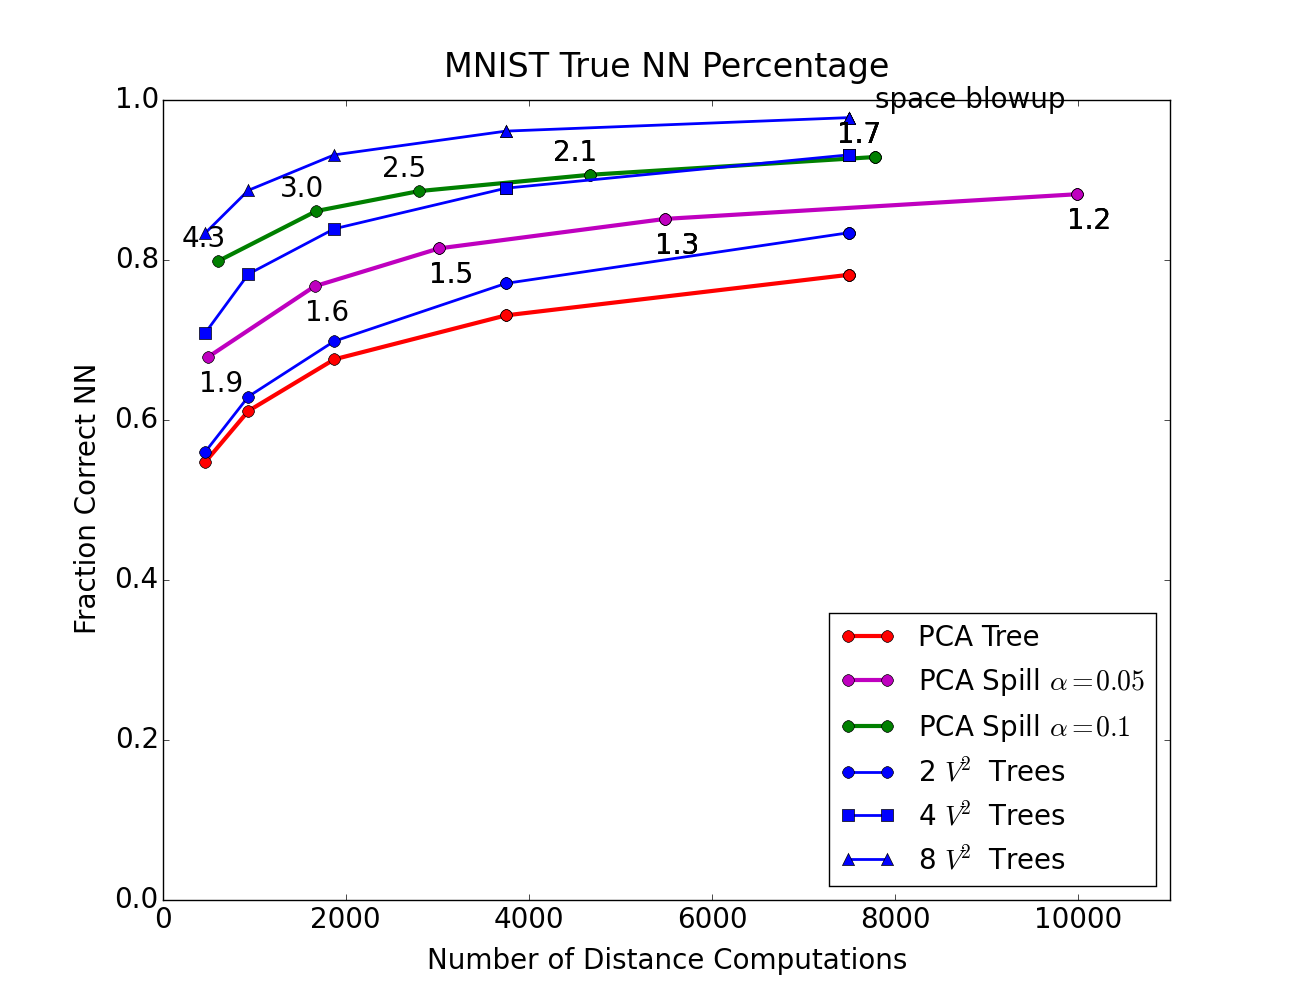 MNIST True NN Percentage
space blowup
1.0
1.7
2.1
2.5
3.0
4.3
1.2
1.3
0.8
1.5
1.6
1.9
0.6
Fraction Correct NN
0.4
0.2
0.0
PCA Tree
PCA Spill α=0.05
PCA Spill α=0.1
2 V² Trees
4 V² Trees
8 V² Trees
0 2000 4000 6000 8000 10000
Number of Distance Computations